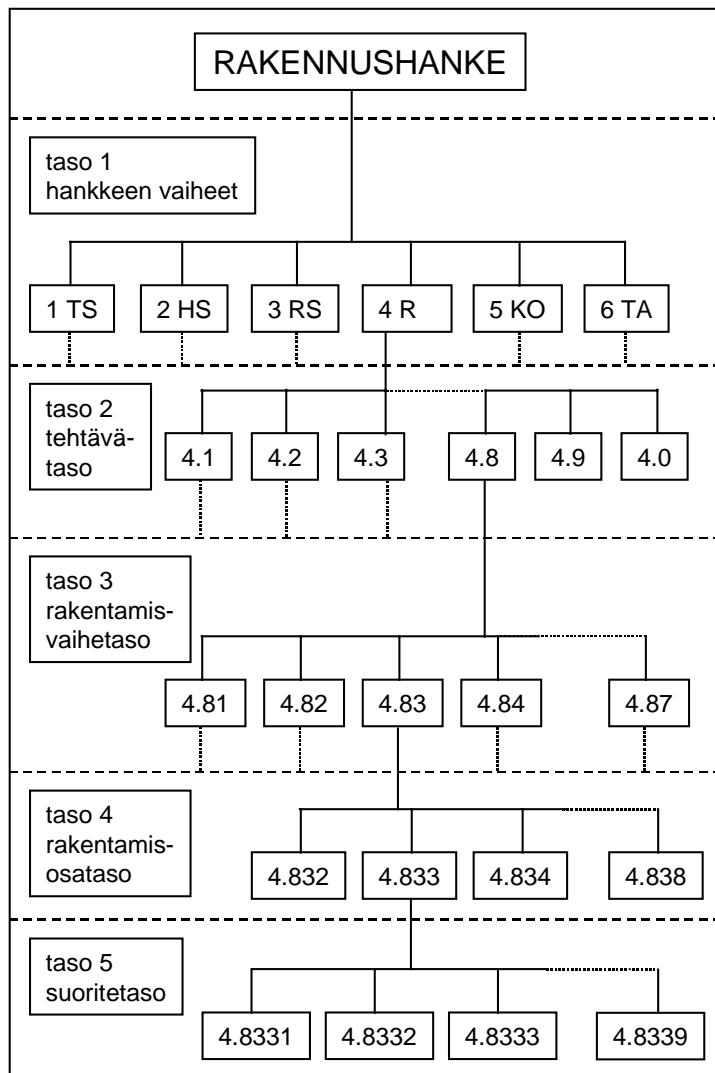 RAKENNUSHANKE
taso 1
hankkeen vaiheet
1 TS
2 HS
3 RS
4 R
5 KO
6 TA
taso 2
tehtävä-
taso
4.1
4.2
4.3
4.8
4.9
4.0
taso 3
rakentamis-
vaihetaso
4.81
4.82
4.83
4.84
4.87
taso 4
rakentamis-
osataso
4.832
4.833
4.834
4.838
taso 5
suoritetaso
4.8331
4.8332
4.8333
4.8339